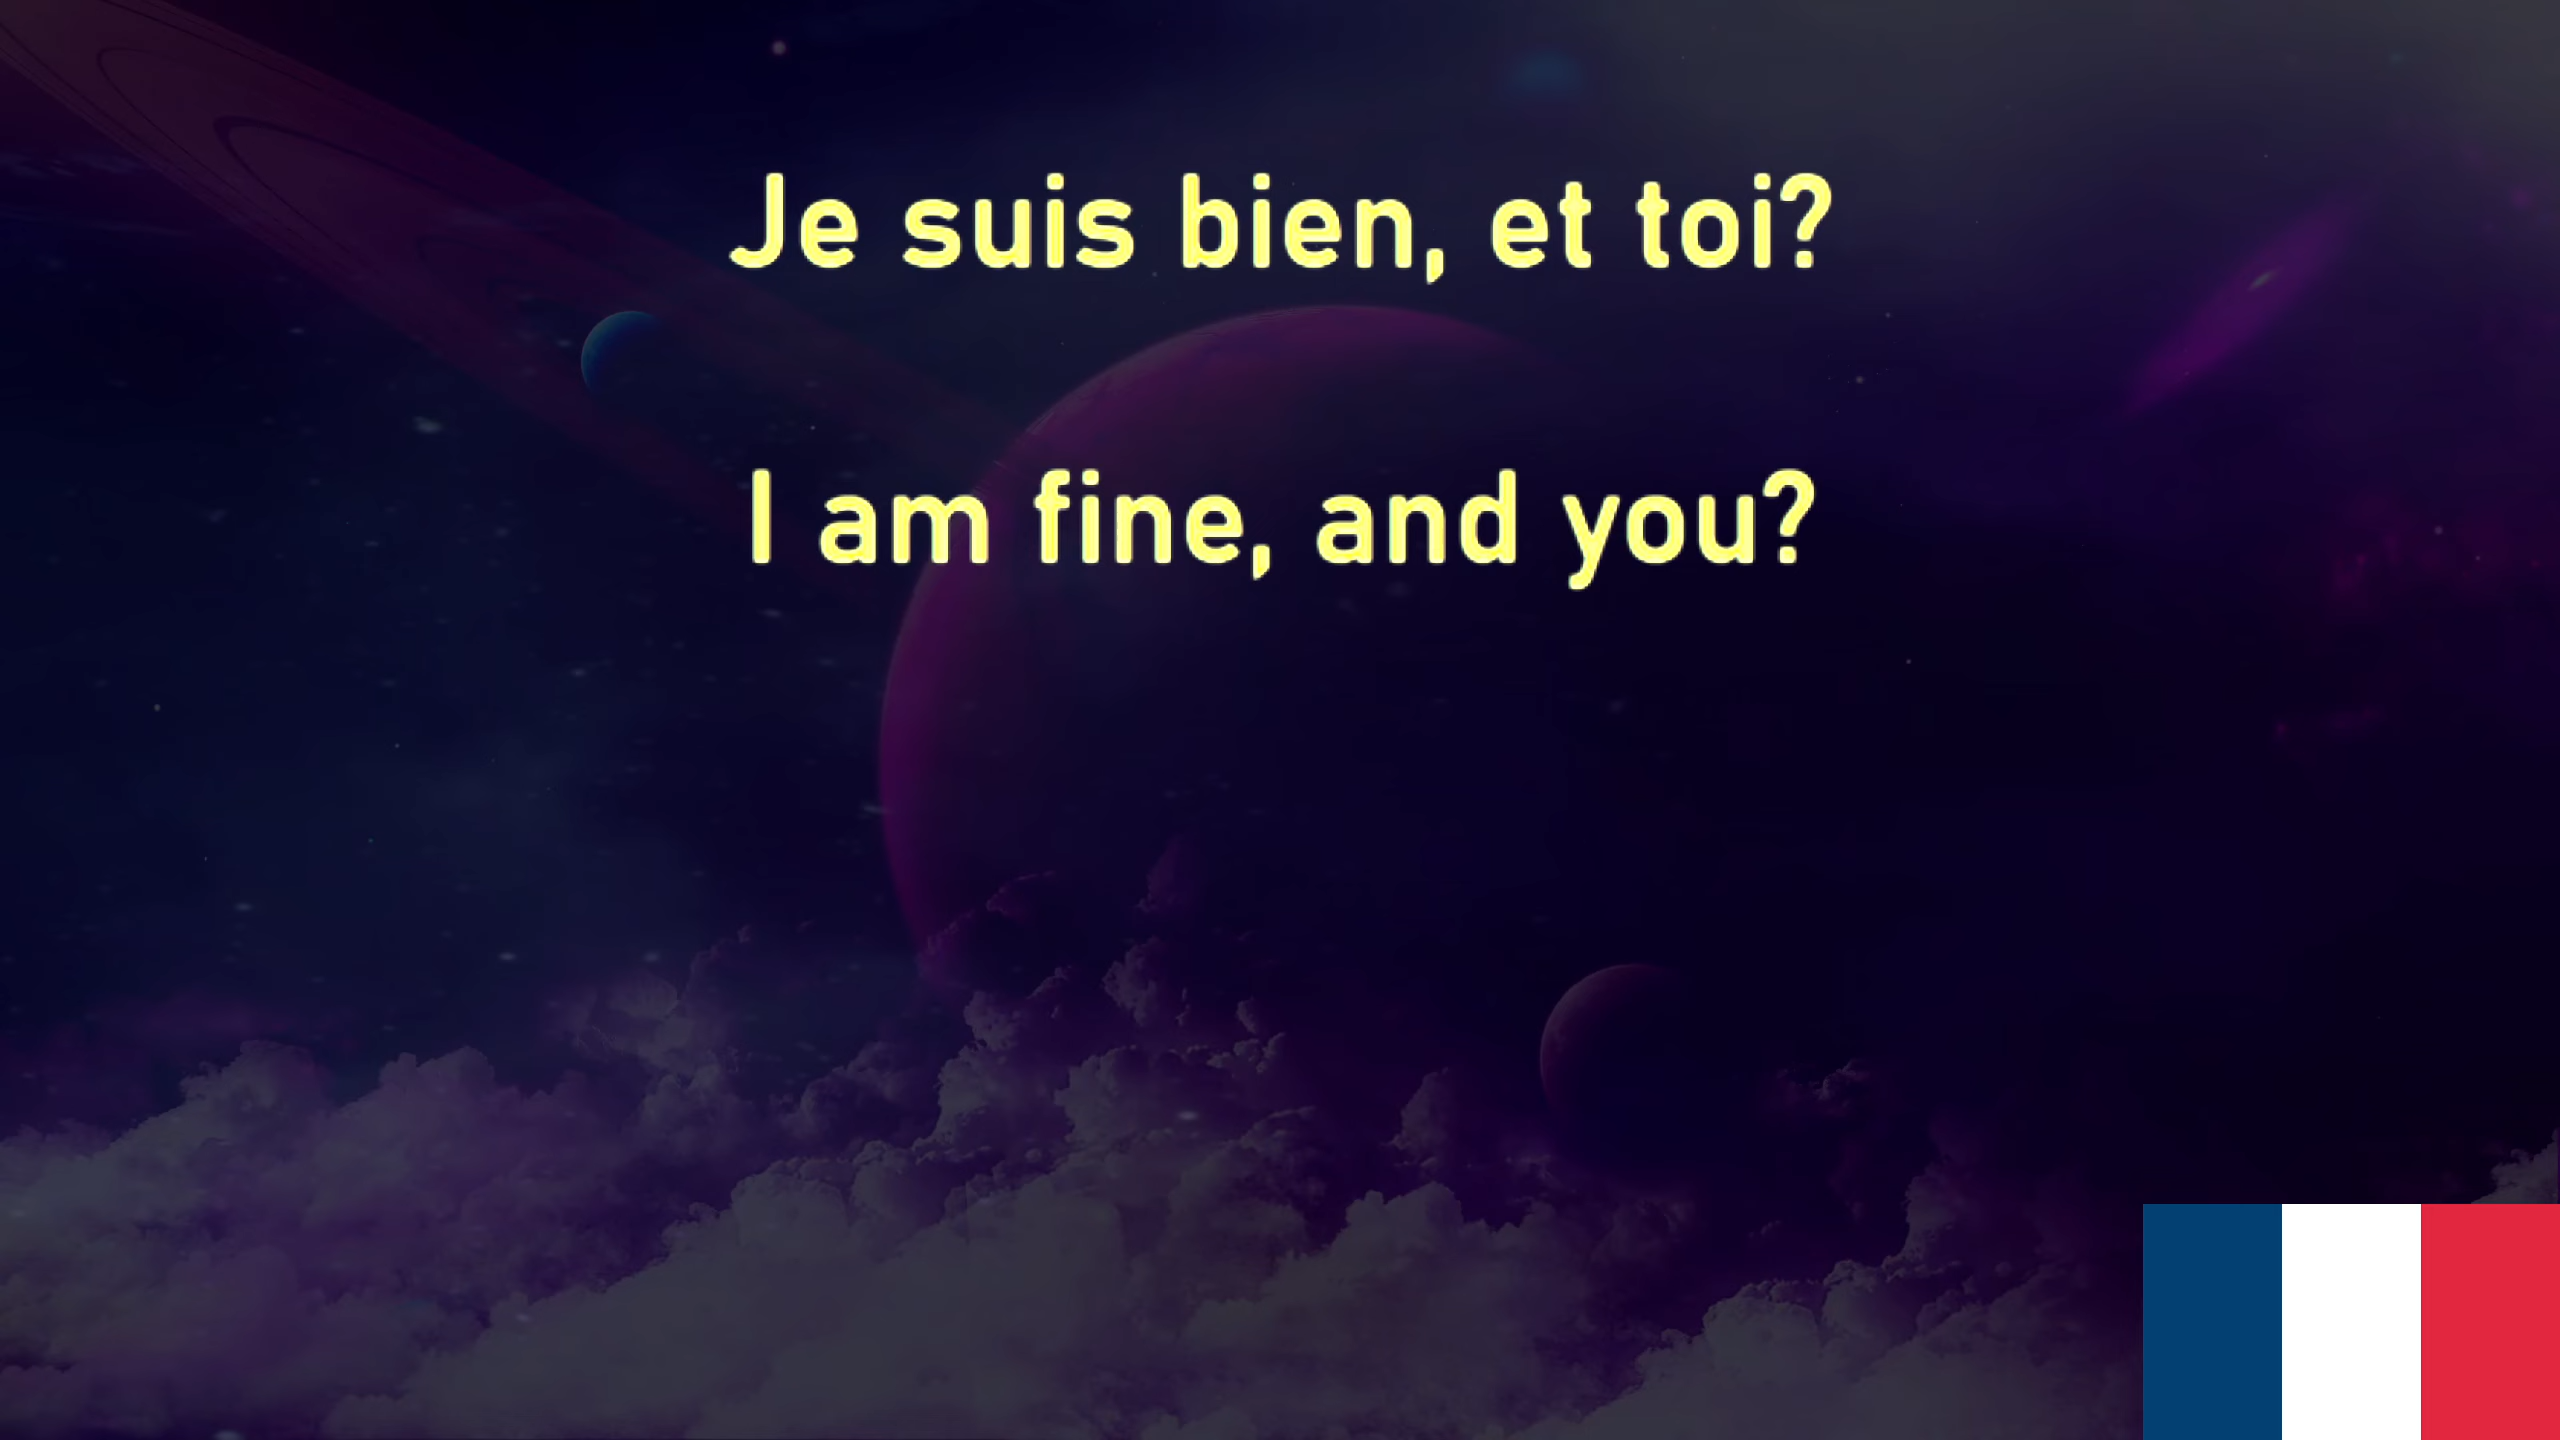 Je suis bien, et toi?
I am fine, and you?